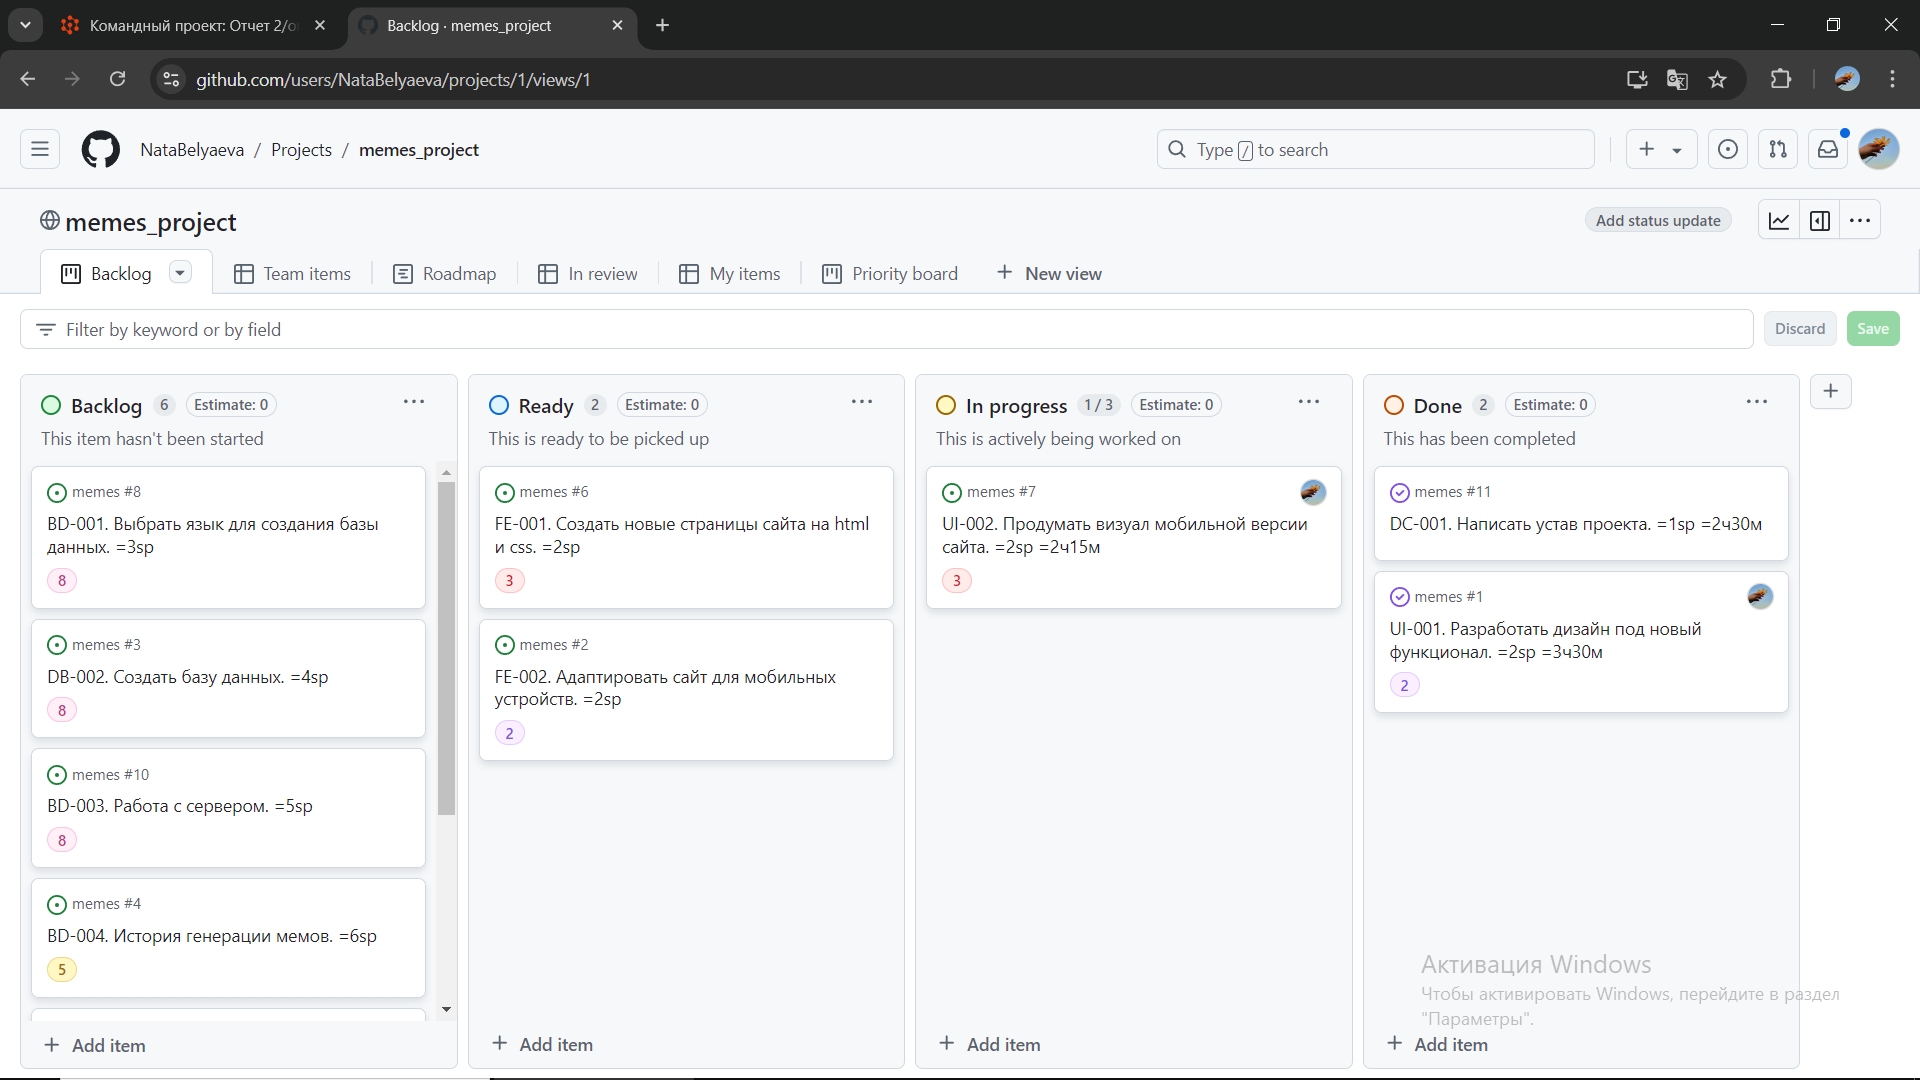 Командный проект: Отчет 2/о
Backlog · memes_project
github.com/users/NataBelyaeva/projects/1/views/1
NataBelyaeva / Projects / memes_project
Type / to search
memes_project
Add status update
Backlog
Team items
Roadmap
In review
My items
Priority board
New view
Filter by keyword or by field
Discard
Save
Backlog 6 Estimate: 0
This item hasn't been started
memes #8
BD-001. Выбрать язык для создания базы
данных. =3sp
8
memes #3
DB-002. Создать базу данных. =4sp
8
memes #10
BD-003. Работа с сервером. =5sp
8
memes #4
BD-004. История генерации мемов. =6sp
5
Add item
Ready 2 Estimate: 0
This is ready to be picked up
memes #6
FE-001. Создать новые страницы сайта на html
и css. =2sp
3
memes #2
FE-002. Адаптировать сайт для мобильных
устройств. =2sp
2
Add item
In progress 1 / 3 Estimate: 0
This is actively being worked on
memes #7
UI-002. Продумать визуал мобильной версии
сайта. =2sp =2ч15м
3
Add item
Done 2 Estimate: 0
This has been completed
memes #11
DC-001. Написать устав проекта. =1sp =2ч30м
memes #1
UI-001. Разработать дизайн под новый
функционал. =2sp =3ч30м
2
Add item
Активация Windows
Чтобы активировать Windows, перейдите в раздел
"Параметры".